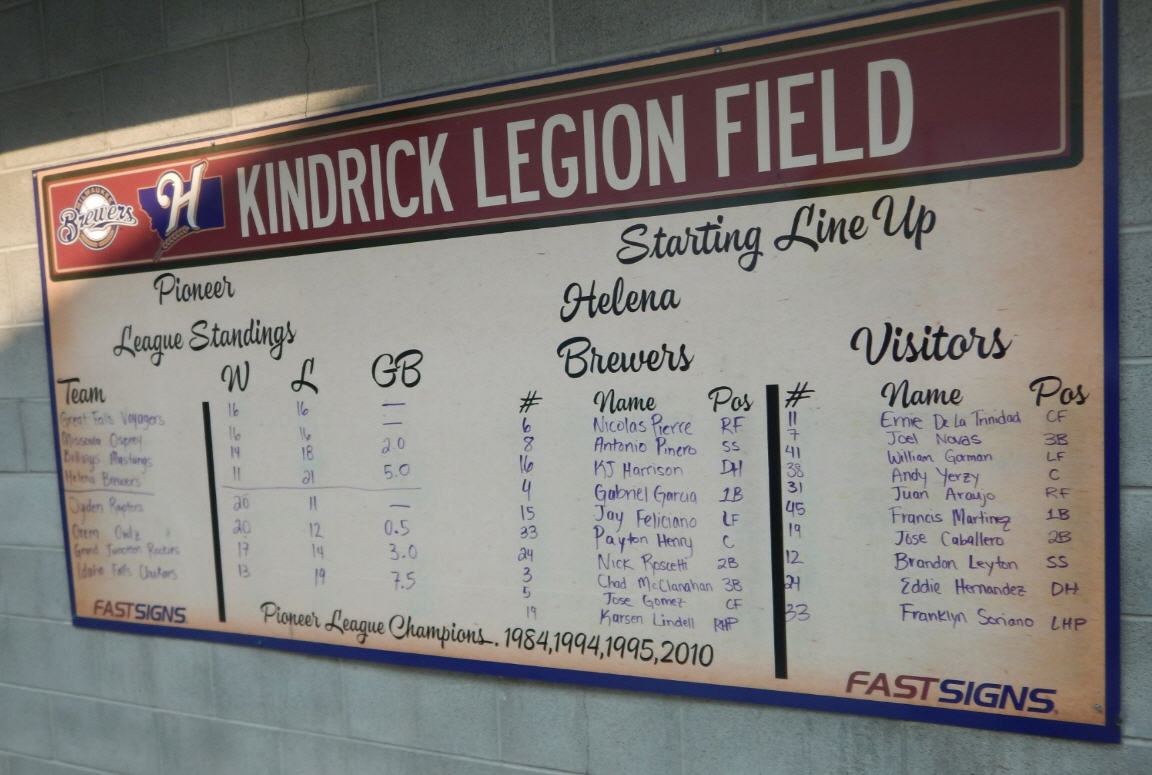 KINDRICK LEGION FIELD
MILWAUKEE
Brewers
H
Starting Line Up
Pioneer
League Standings
Team W L GB
Great Falls Voyagers 16 16 —
Missoula Osprey 16 16 —
Billings Mustangs 14 18 2.0
Helena Brewers 11 21 5.0
Ogden Raptors 20 11 —
Orem Owlz 20 12 0.5
Grand Junction Rockies 17 14 3.0
Idaho Falls Chukars 13 19 7.5
FASTSIGNS
Pioneer League Champions.. 1984,1994,1995,2010
Helena
Brewers
# Name Pos
6 Nicolas Pierre RF
8 Antonio Pinero SS
16 KJ Harrison DH
4 Gabriel Garcia 1B
15 Jay Feliciano LF
33 Payton Henry C
24 Nick Roscetti 2B
3 Chad McClanahan 3B
5 Jose Gomez CF
19 Karsen Lindell RHP
Visitors
# Name Pos
11 Ernie De La Trinidad CF
7 Joel Novas 3B
41 William Gorman LF
38 Andy Yerzy C
31 Juan Araujo RF
45 Francis Martinez 1B
19 Jose Caballero 2B
12 Brandon Leyton SS
24 Eddie Hernandez DH
33 Franklyn Soriano LHP
FASTSIGNS.